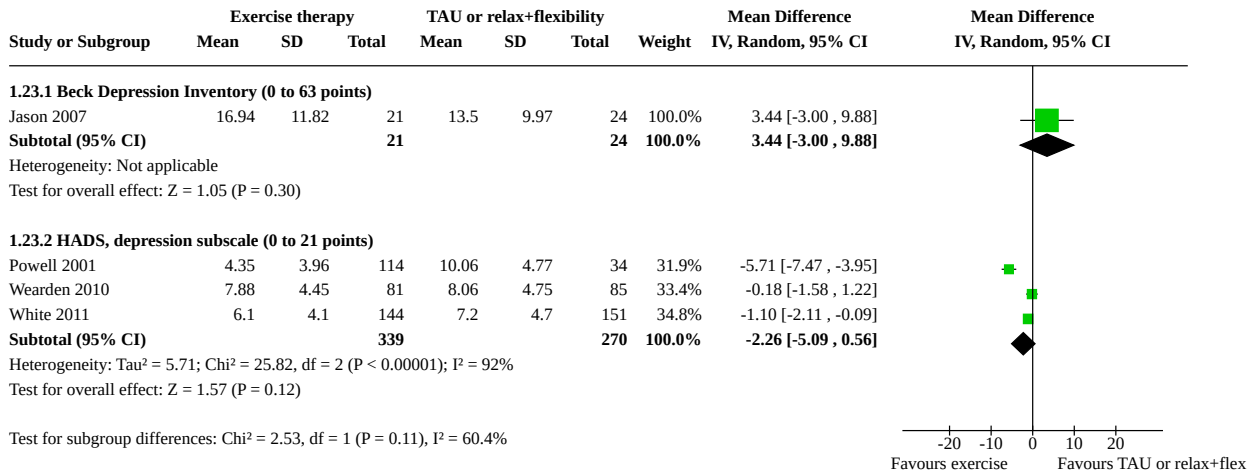 Exercise therapy TAU or relax+flexibility Mean Difference Mean Difference
Study or Subgroup Mean SD Total Mean SD Total Weight IV, Random, 95% CI IV, Random, 95% CI
1.23.1 Beck Depression Inventory (0 to 63 points)
Jason 2007 16.94 11.82 21 13.5 9.97 24 100.0% 3.44 [-3.00 , 9.88]
Subtotal (95% CI) 21 24 100.0% 3.44 [-3.00 , 9.88]
Heterogeneity: Not applicable
Test for overall effect: Z = 1.05 (P = 0.30)
1.23.2 HADS, depression subscale (0 to 21 points)
Powell 2001 4.35 3.96 114 10.06 4.77 34 31.9% -5.71 [-7.47 , -3.95]
Wearden 2010 7.88 4.45 81 8.06 4.75 85 33.4% -0.18 [-1.58 , 1.22]
White 2011 6.1 4.1 144 7.2 4.7 151 34.8% -1.10 [-2.11 , -0.09]
Subtotal (95% CI) 339 270 100.0% -2.26 [-5.09 , 0.56]
Heterogeneity: Tau² = 5.71; Chi² = 25.82, df = 2 (P < 0.00001); I² = 92%
Test for overall effect: Z = 1.57 (P = 0.12)
Test for subgroup differences: Chi² = 2.53, df = 1 (P = 0.11), I² = 60.4%
-20 -10 0 10 20
Favours exercise Favours TAU or relax+flex